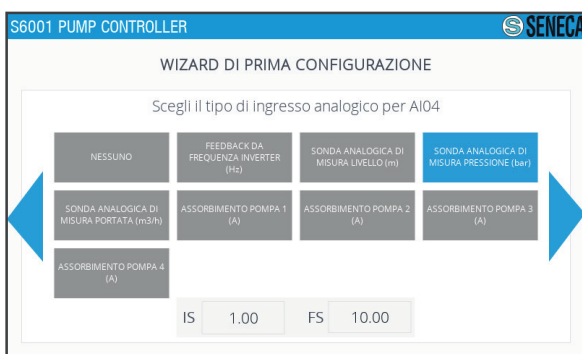 S6001 PUMP CONTROLLER
S SENECA
WIZARD DI PRIMA CONFIGURAZIONE
Scegli il tipo di ingresso analogico per AI04
NESSUNO
FEEDBACK DA
FREQUENZA INVERTER
(Hz)
SONDA ANALOGICA DI
MISURA LIVELLO (m)
SONDA ANALOGICA DI
MISURA PRESSIONE (bar)
SONDA ANALOGICA DI
MISURA PORTATA (m3/h)
ASSORBIMENTO POMPA 1
(A)
ASSORBIMENTO POMPA 2
(A)
ASSORBIMENTO POMPA 3
(A)
ASSORBIMENTO POMPA 4
(A)
IS 1.00 FS 10.00